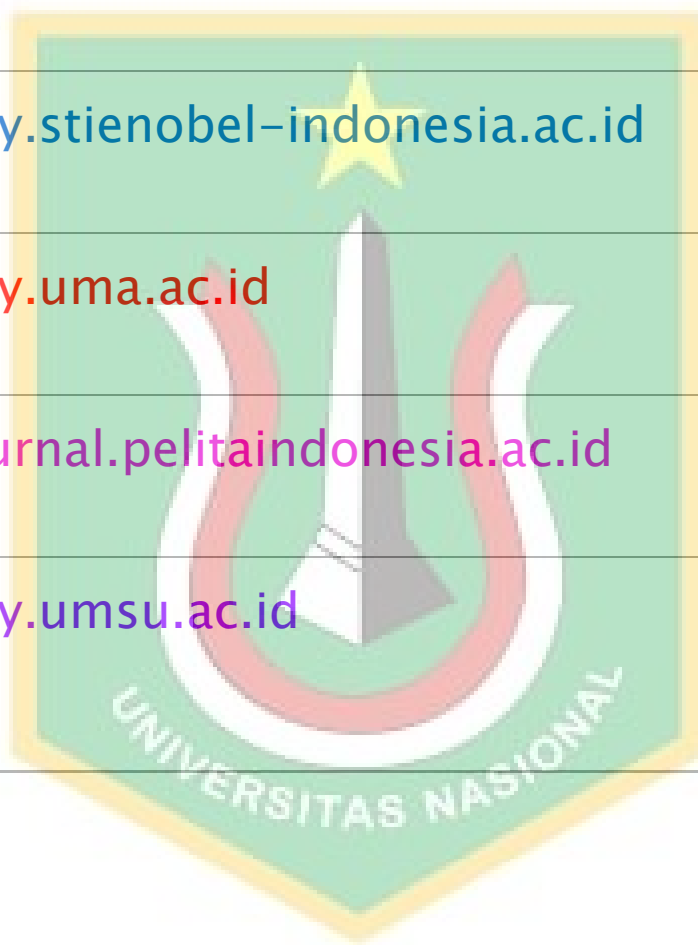 y.stienobel-indonesia.ac.id
y.uma.ac.id
urnal.pelitaindonesia.ac.id
y.umsu.ac.id
UNIVERSITAS NASIONAL